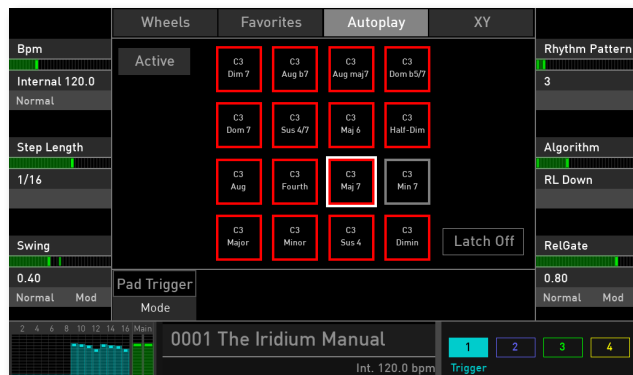 Wheels Favorites Autoplay XY
Bpm
Internal 120.0
Normal
Step Length
1/16
Swing
0.40
Normal Mod
Active
C3 C3 C3 C3
Dim 7 Aug b7 Aug maj7 Dom b5/7
C3 C3 C3 C3
Dom 7 Sus 4/7 Maj 6 Half-Dim
C3 C3 C3 C3
Aug Fourth Maj 7 Min 7
C3 C3 C3 C3
Major Minor Sus 4 Dimin
Latch Off
Pad Trigger
Mode
Rhythm Pattern
3
Algorithm
RL Down
RelGate
0.80
Normal Mod
2 4 6 8 10 12 14 16 Main
0001 The Iridium Manual
Int. 120.0 bpm
1 2 3 4
Trigger